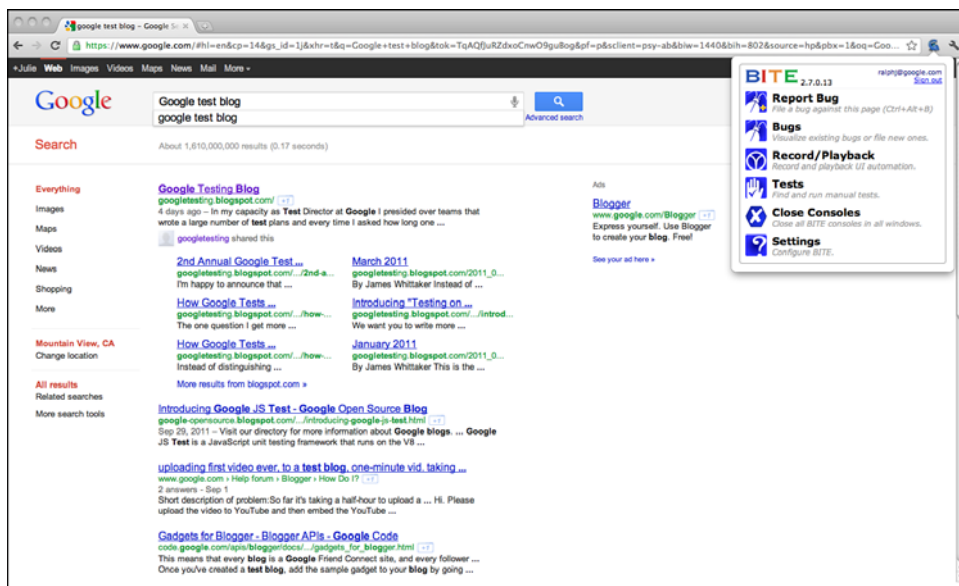 google test blog – Google Se
https://www.google.com/#hl=en&cp=14&gs_id=1j&xhr=t&q=Google+test+blog&tok=TqAQfJuRZdxoCnwO9guBog&pf=p&sclient=psy-ab&biw=1440&bih=802&source=hp&pbx=1&oq=Goo...
+Julie Web Images Videos Maps News Mail More
BITE 2.7.0.13
ralphj@google.com
Sign out
Report Bug
File a bug against this page (Ctrl+Alt+B)
Bugs
Visualize existing bugs or file new ones.
Record/Playback
Record and playback UI automation.
Tests
Find and run manual tests.
Close Consoles
Close all BITE consoles in all windows.
Settings
Configure BITE.
Google
Google test blog
google test blog
Advanced search
Search
About 1,610,000,000 results (0.17 seconds)
Everything
Images
Maps
Videos
News
Shopping
More
Mountain View, CA
Change location
All results
Related searches
More search tools
Google Testing Blog
googletesting.blogspot.com/ +1
4 days ago – In my capacity as Test Director at Google I presided over teams that
wrote a large number of test plans and every time I asked how long one ...
googletesting shared this
2nd Annual Google Test ...
googletesting.blogspot.com/.../2nd-a...
I'm happy to announce that ...
March 2011
googletesting.blogspot.com/2011_0...
By James Whittaker Instead of ...
How Google Tests ...
googletesting.blogspot.com/.../how-...
The one question I get more ...
Introducing "Testing on ...
googletesting.blogspot.com/.../introd...
We want you to write more ...
How Google Tests ...
googletesting.blogspot.com/.../how-...
Instead of distinguishing ...
January 2011
googletesting.blogspot.com/2011_0...
By James Whittaker This is the ...
More results from blogspot.com »
Introducing Google JS Test - Google Open Source Blog
google-opensource.blogspot.com/.../introducing-google-js-test.html +1
Sep 29, 2011 – Visit our directory for more information about Google blogs. ... Google
JS Test is a JavaScript unit testing framework that runs on the V8 ...
uploading first video ever, to a test blog, one-minute vid. taking ...
www.google.com › Help forum › Blogger › How Do I? +1
2 answers - Sep 1
Short description of problem:So far it's taking a half-hour to upload a ... Hi. Please
upload the video to YouTube and then embed the YouTube ...
Gadgets for Blogger - Blogger APIs - Google Code
code.google.com/apis/blogger/docs/.../gadgets_for_blogger.html +1
This means that every blog is a Google Friend Connect site, and every follower ...
Once you've created a test blog, add the sample gadget to your blog by going ...
Ads
Blogger
www.google.com/Blogger +1
Express yourself. Use Blogger
to create your blog. Free!
See your ad here »